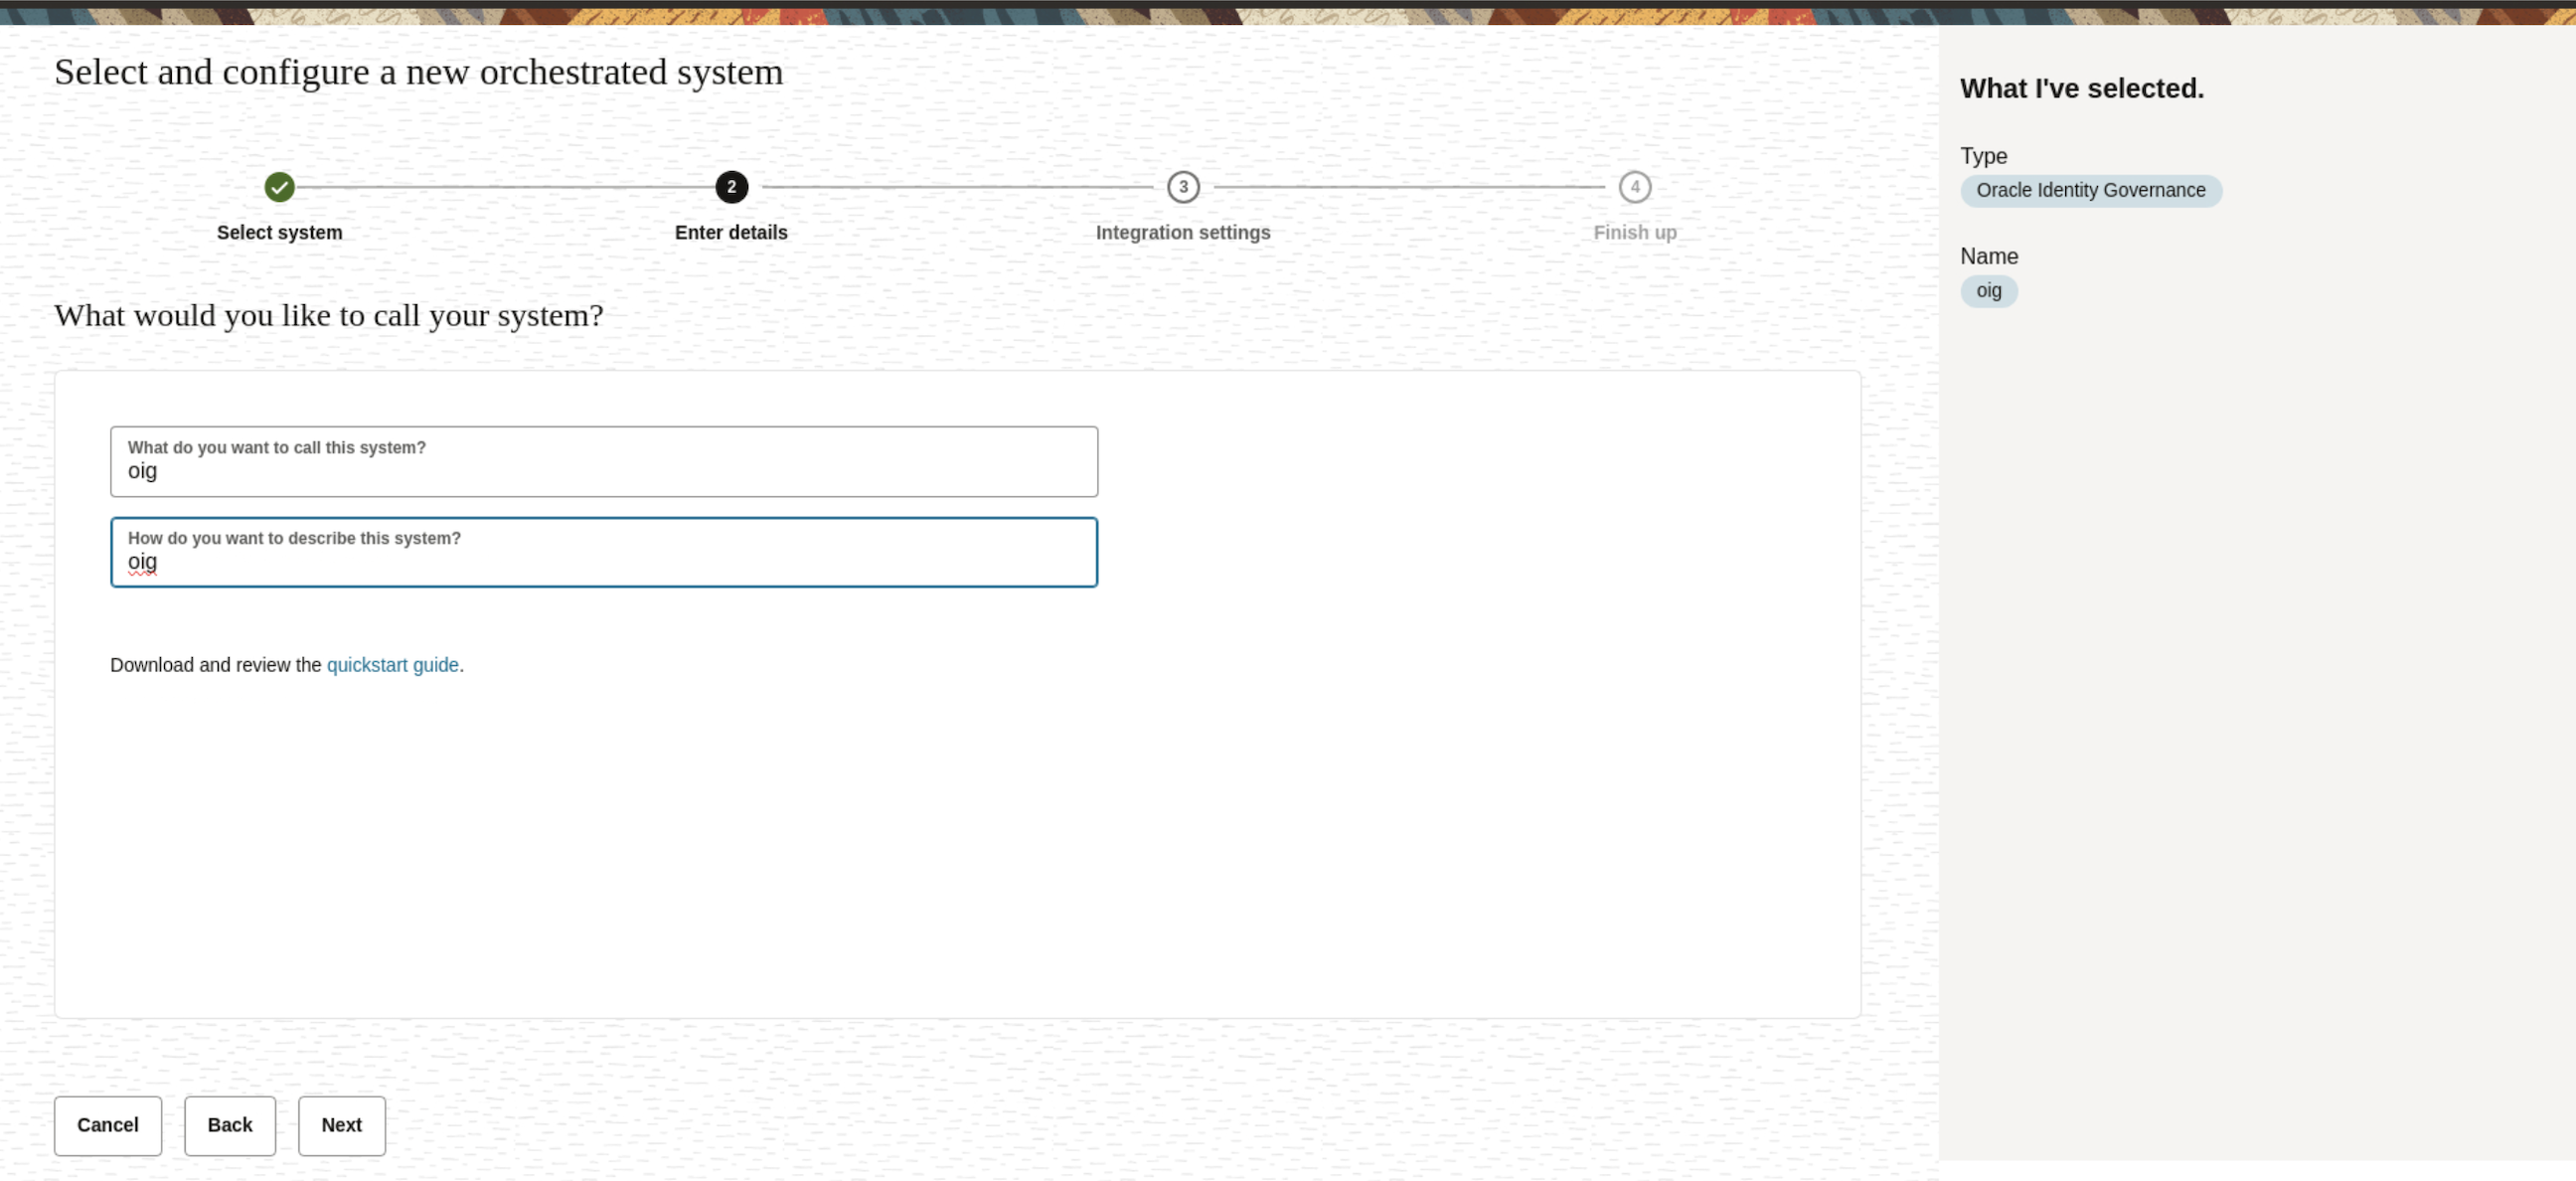 Select and configure a new orchestrated system
2
3
4
Select system
Enter details
Integration settings
Finish up
What would you like to call your system?
What do you want to call this system?
oig
How do you want to describe this system?
oig
Download and review the quickstart guide.
Cancel
Back
Next
What I've selected.
Type
Oracle Identity Governance
Name
oig